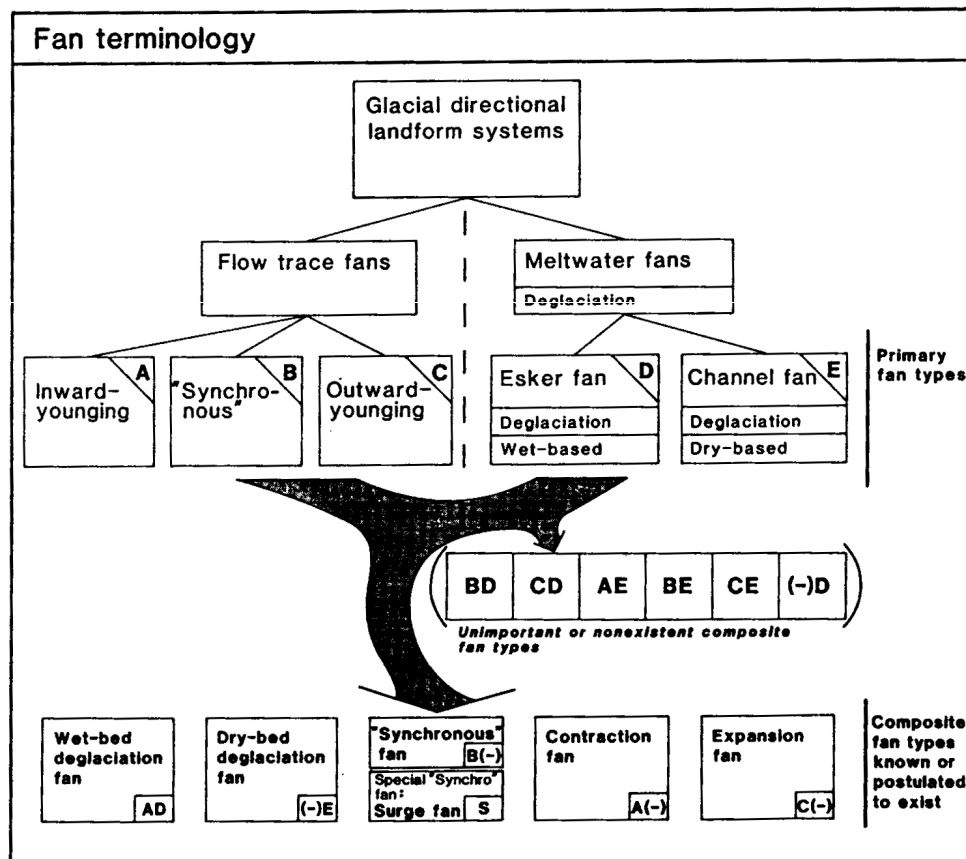 Fan terminology
Glacial directional
landform systems
Flow trace fans
Meltwater fans
Deglaciation
A
Inward-
younging
B
"Synchro-
nous"
C
Outward-
younging
D
Esker fan
Deglaciation
Wet-based
E
Channel fan
Deglaciation
Dry-based
Primary
fan types
BD
CD
AE
BE
CE
(-)D
Unimportant or nonexistent composite
fan types
Wet-bed
deglaciation
fan
AD
Dry-bed
deglaciation
fan
(-)E
"Synchronous"
fan
B(-)
Special "Synchro"
fan:
Surge fan
S
Contraction
fan
A(-)
Expansion
fan
C(-)
Composite
fan types
known or
postulated
to exist